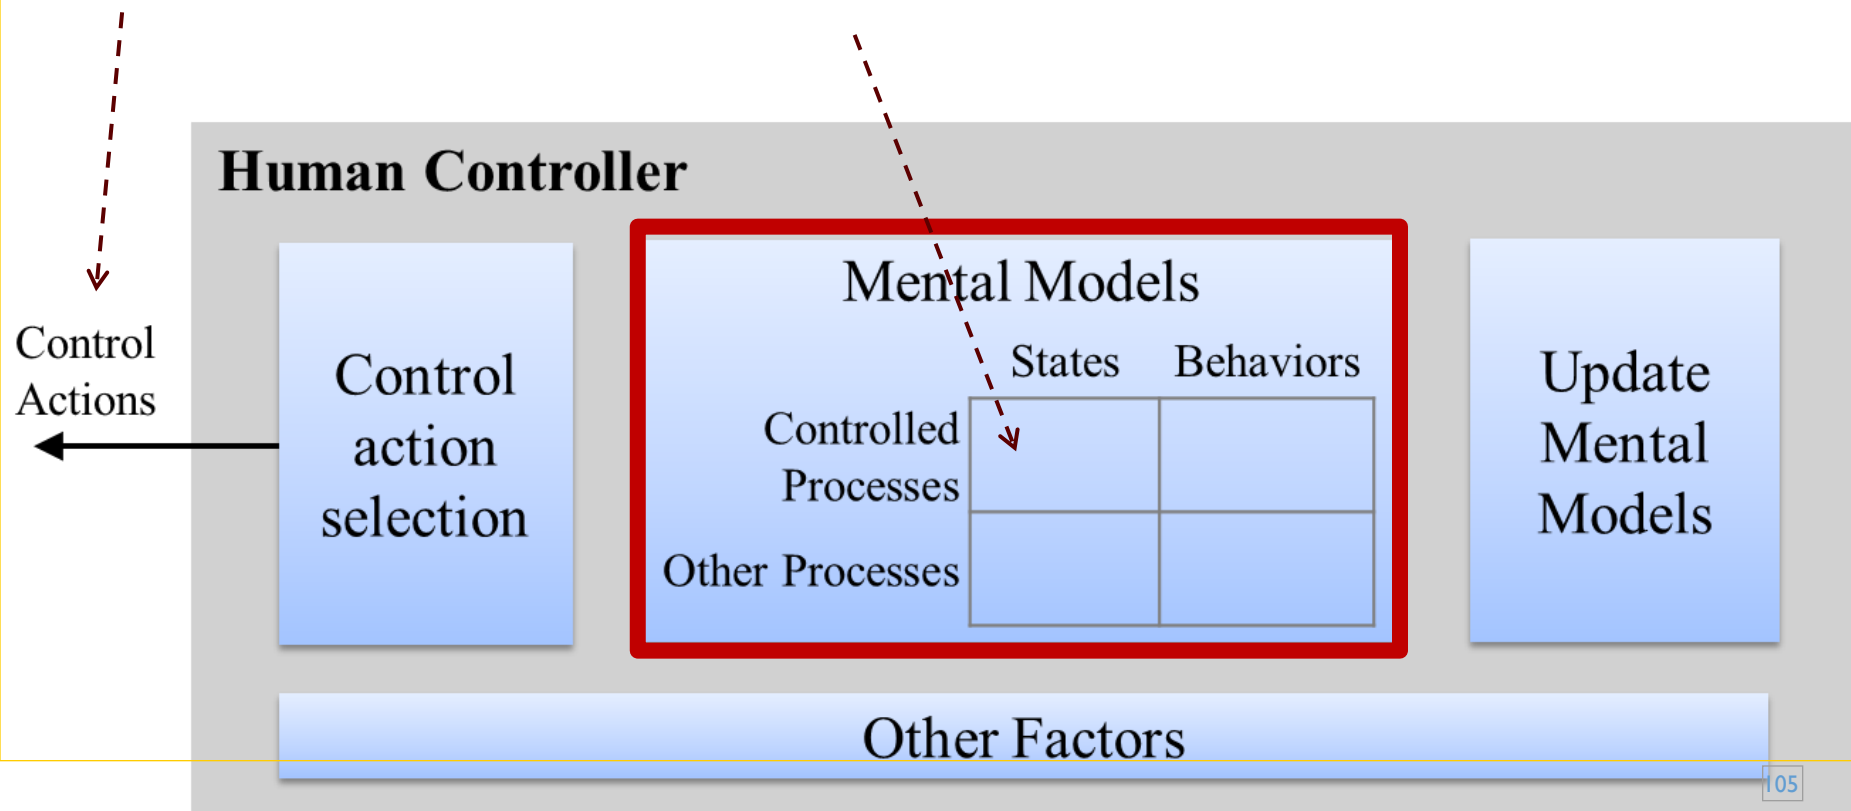 Human Controller
Control
Actions
Control
action
selection
Mental Models
States Behaviors
Controlled
Processes
Other Processes
Update
Mental
Models
Other Factors
105